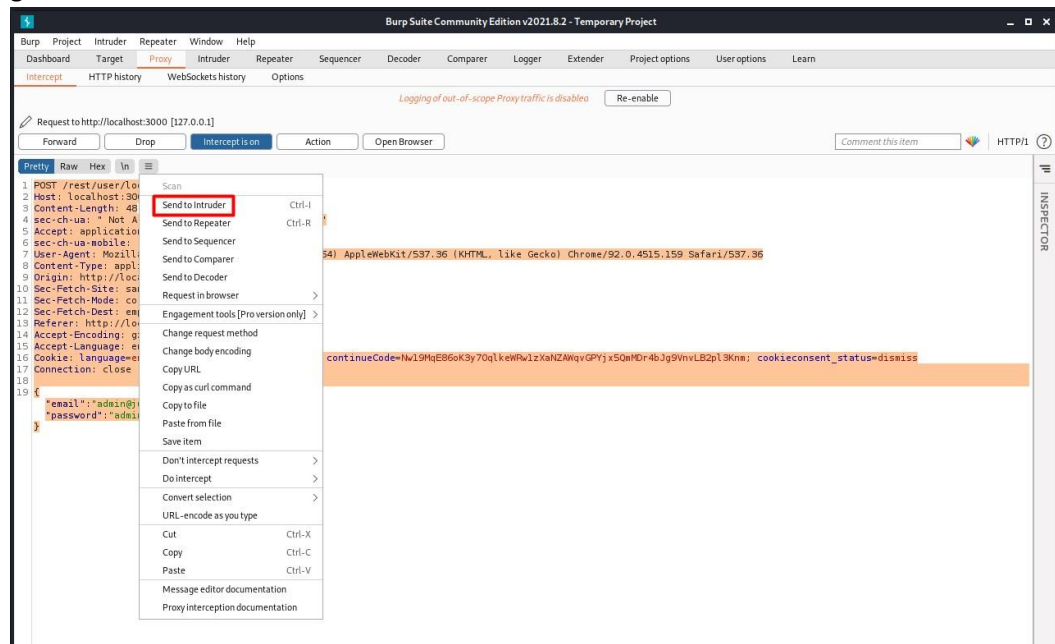 Burp Suite Community Edition v2021.8.2 - Temporary Project
Burp Project Intruder Repeater Window Help
Dashboard Target Proxy Intruder Repeater Sequencer Decoder Comparer Logger Extender Project options User options Learn
Intercept HTTP history WebSockets history Options
Logging of out-of-scope Proxy traffic is disabled Re-enable
Request to http://localhost:3000 [127.0.0.1]
Forward Drop Intercept is on Action Open Browser Comment this item HTTP/1 ?
Pretty Raw Hex \n
INSPECTOR
1 POST /rest/user/lo
2 Host: localhost:30
3 Content-Length: 48
4 sec-ch-ua: " Not A
5 Accept: application
6 sec-ch-ua-mobile:
7 User-Agent: Mozill 64) AppleWebKit/537.36 (KHTML, like Gecko) Chrome/92.0.4515.159 Safari/537.36
8 Content-Type: appl
9 Origin: http://loc
10 Sec-Fetch-Site: sa
11 Sec-Fetch-Mode: co
12 Sec-Fetch-Dest: em
13 Referer: http://lo
14 Accept-Encoding: g
15 Accept-Language: e
16 Cookie: language=e continueCode=Nwl9MqE86oK3y7OqlkeWRwlzXaNZAWqvGPYjx5QmMDr4bJg9VnvLB2pl3Knm; cookieconsent_status=dismiss
17 Connection: close
18
19 {
"email":"admin@j
"password":"admi
}
Scan
Send to Intruder Ctrl-I
Send to Repeater Ctrl-R
Send to Sequencer
Send to Comparer
Send to Decoder
Request in browser >
Engagement tools [Pro version only] >
Change request method
Change body encoding
Copy URL
Copy as curl command
Copy to file
Paste from file
Save item
Don't intercept requests >
Do intercept >
Convert selection >
URL-encode as you type
Cut Ctrl-X
Copy Ctrl-C
Paste Ctrl-V
Message editor documentation
Proxy interception documentation